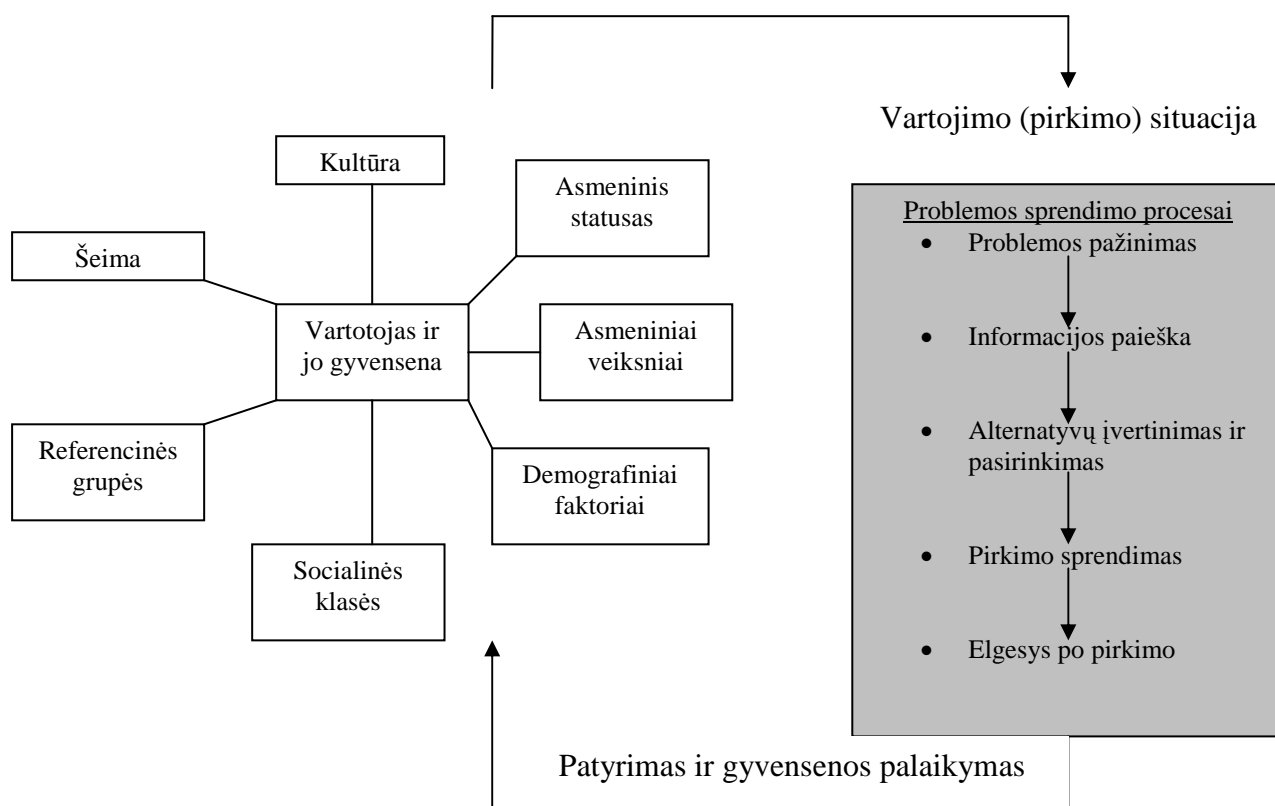 Vartojimo (pirkimo) situacija
Kultūra
Asmeninis
statusas
Šeima
Vartotojas ir
jo gyvensena
Asmeniniai
veiksniai
Referencinės
grupės
Demografiniai
faktoriai
Socialinės
klasės
Problemos sprendimo procesai
• Problemos pažinimas
• Informacijos paieška
• Alternatyvų įvertinimas ir
pasirinkimas
• Pirkimo sprendimas
• Elgesys po pirkimo
Patyrimas ir gyvensenos palaikymas